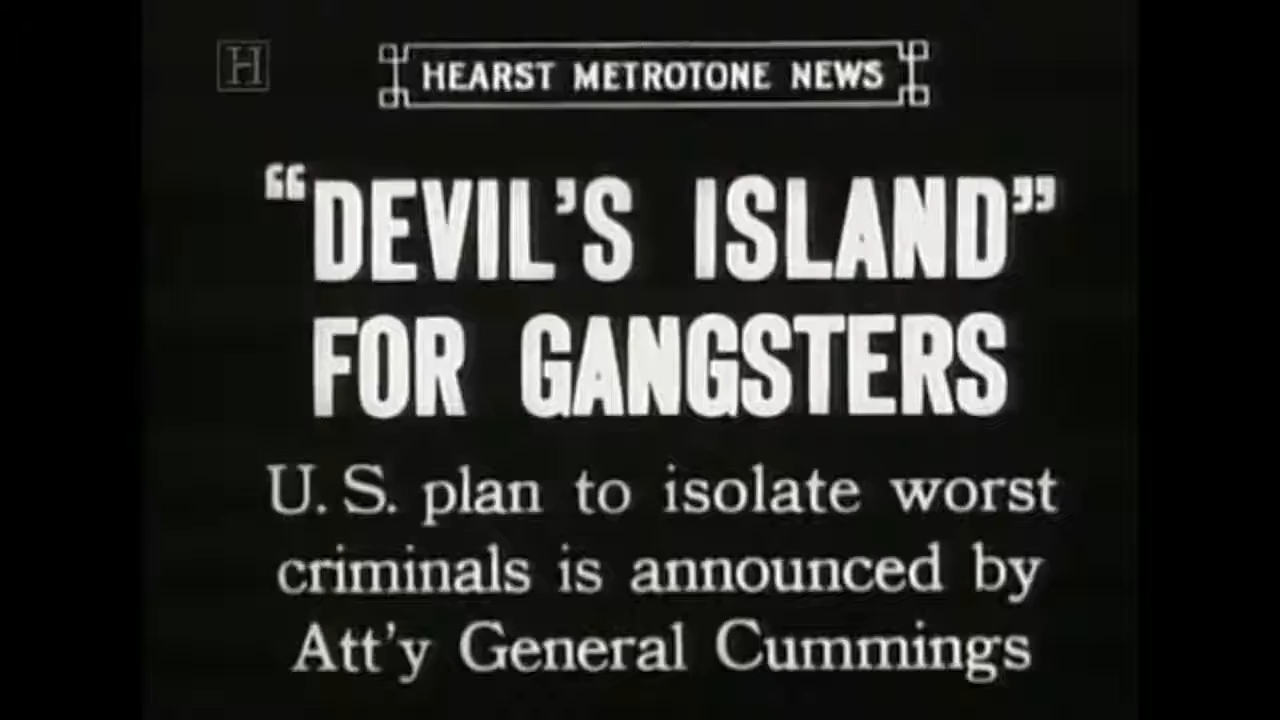 H
HEARST METROTONE NEWS
“DEVIL’S ISLAND”
FOR GANGSTERS
U. S. plan to isolate worst
criminals is announced by
Att’y General Cummings